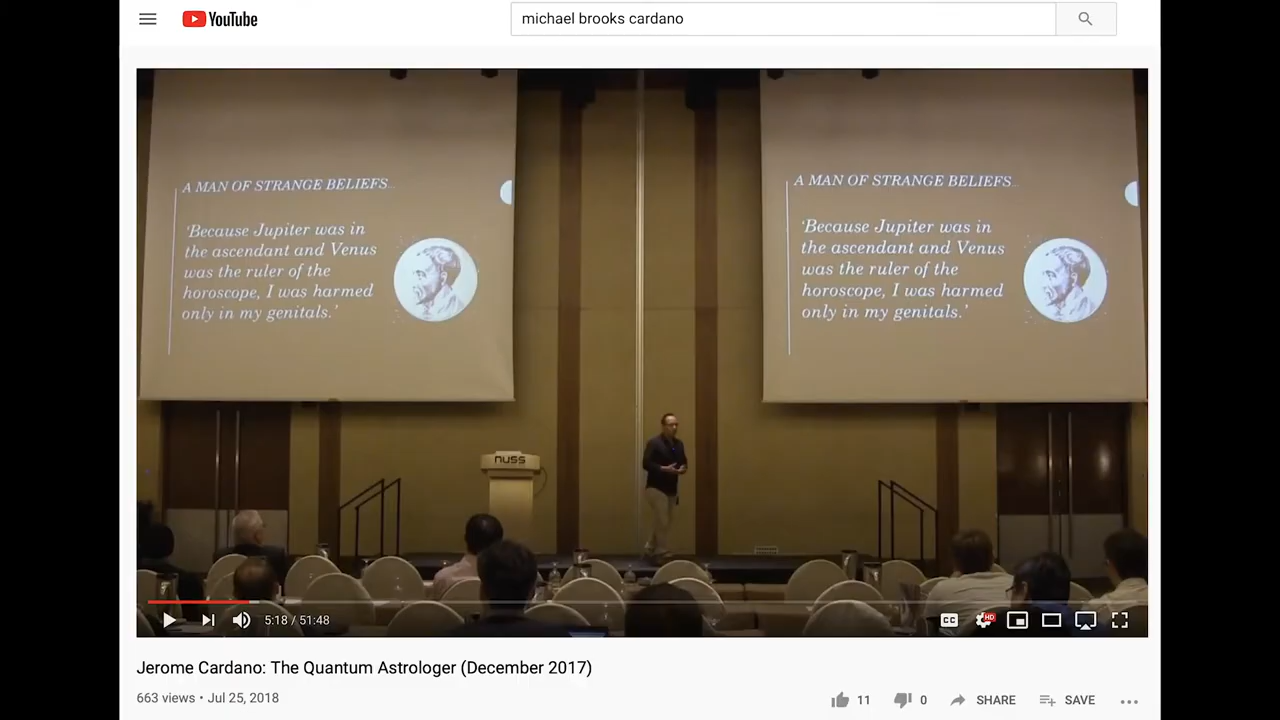 YouTube
michael brooks cardano
A MAN OF STRANGE BELIEFS...
'Because Jupiter was in
the ascendant and Venus
was the ruler of the
horoscope, I was harmed
only in my genitals.'
A MAN OF STRANGE BELIEFS...
'Because Jupiter was in
the ascendant and Venus
was the ruler of the
horoscope, I was harmed
only in my genitals.'
nuss
5:18 / 51:48
CC
HD
Jerome Cardano: The Quantum Astrologer (December 2017)
663 views • Jul 25, 2018
11
0
SHARE
SAVE